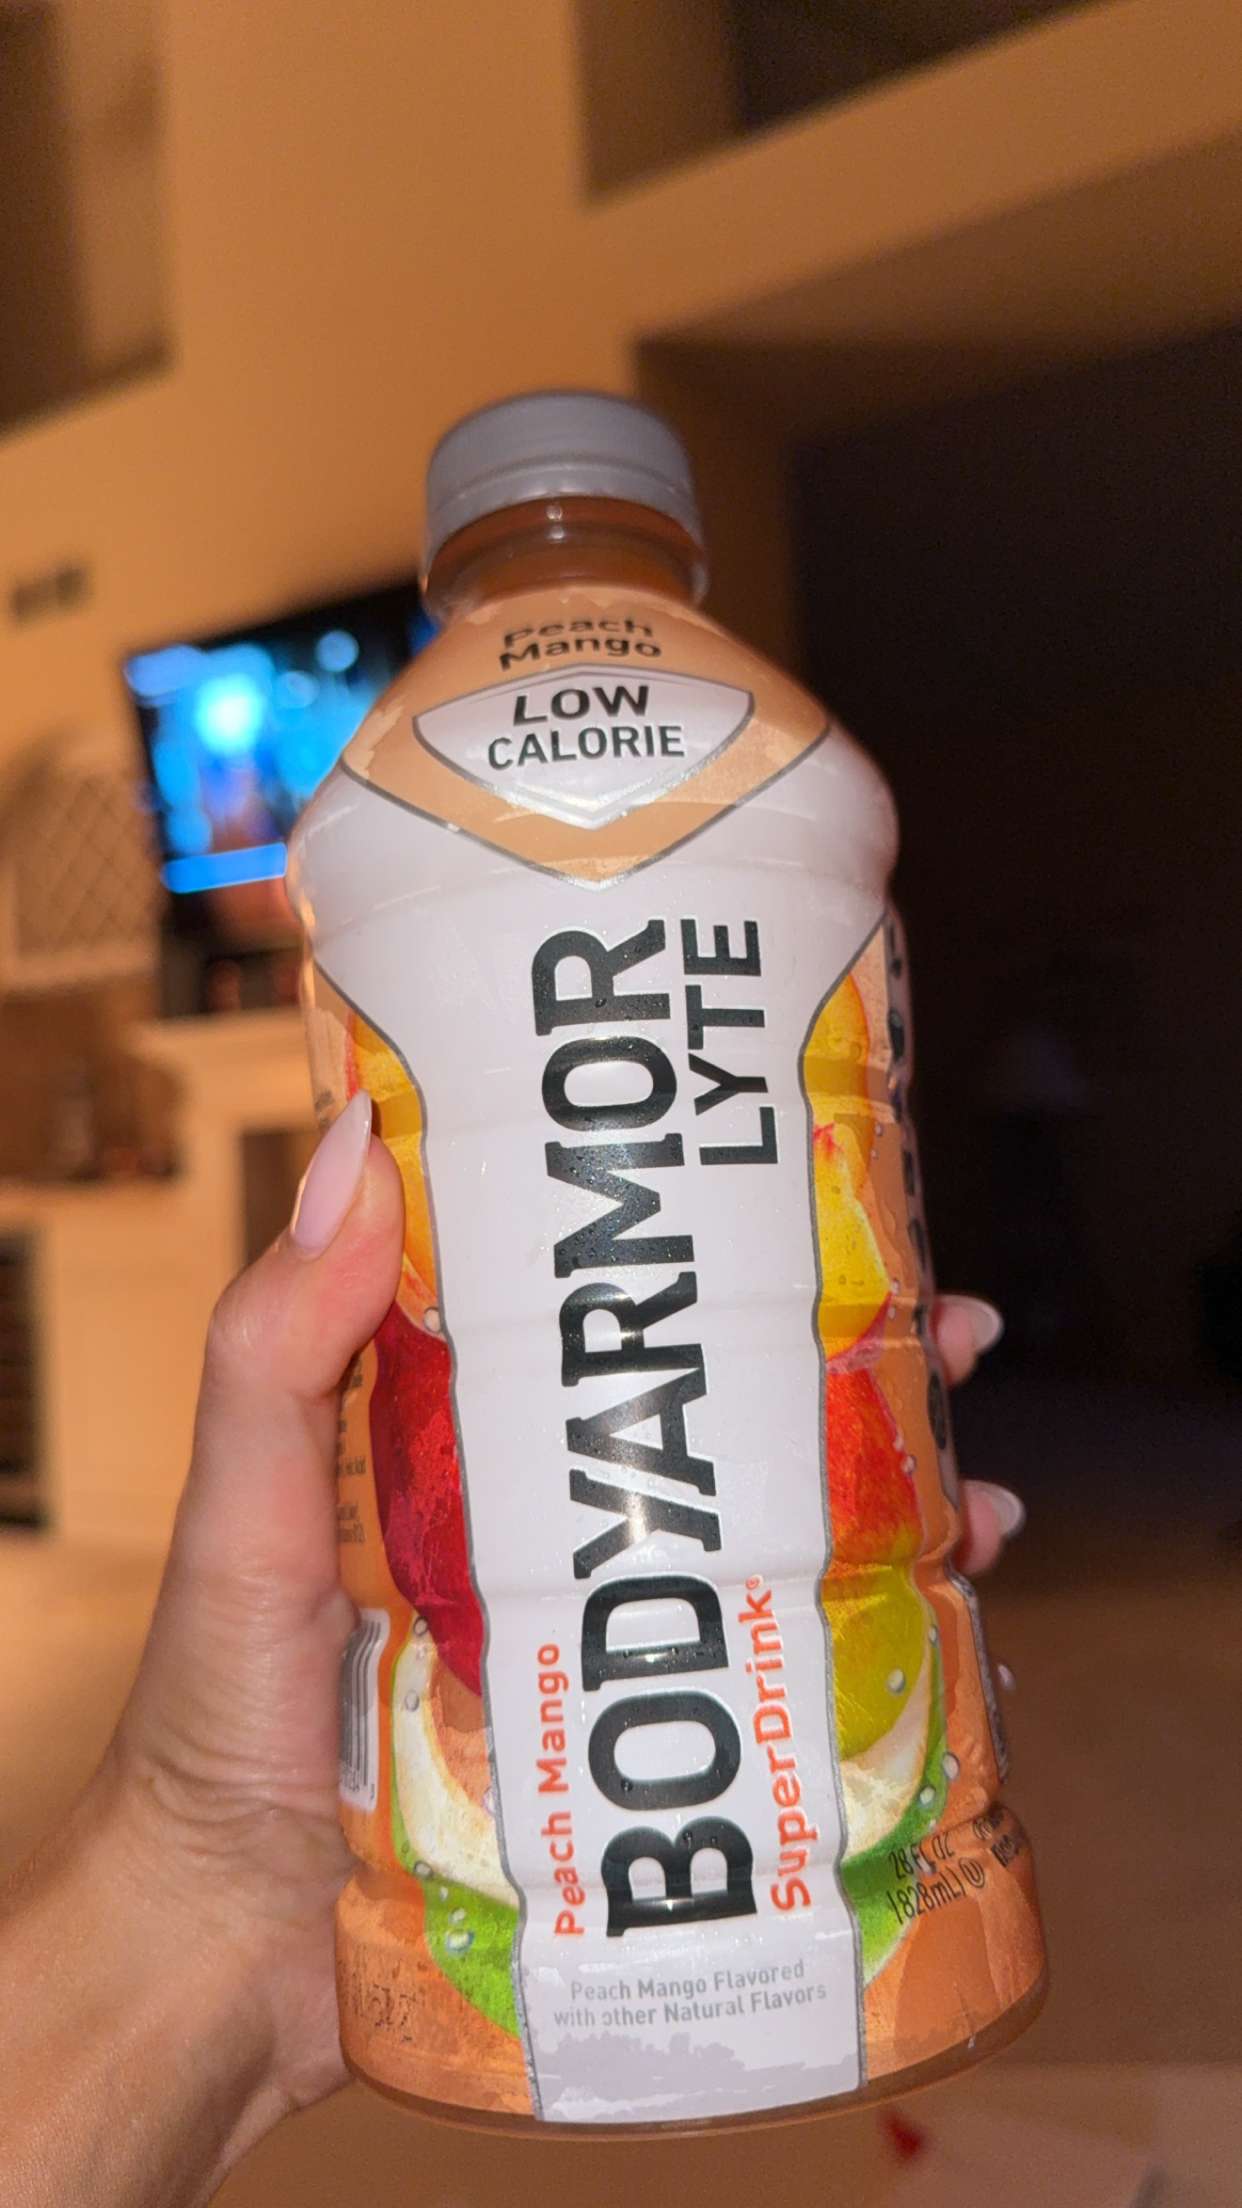 Peach
Mango
LOW
CALORIE
BODYARMOR
LYTE
Peach Mango
SuperDrink®
Peach Mango Flavored
with other Natural Flavors
28 FL OZ
(828mL)